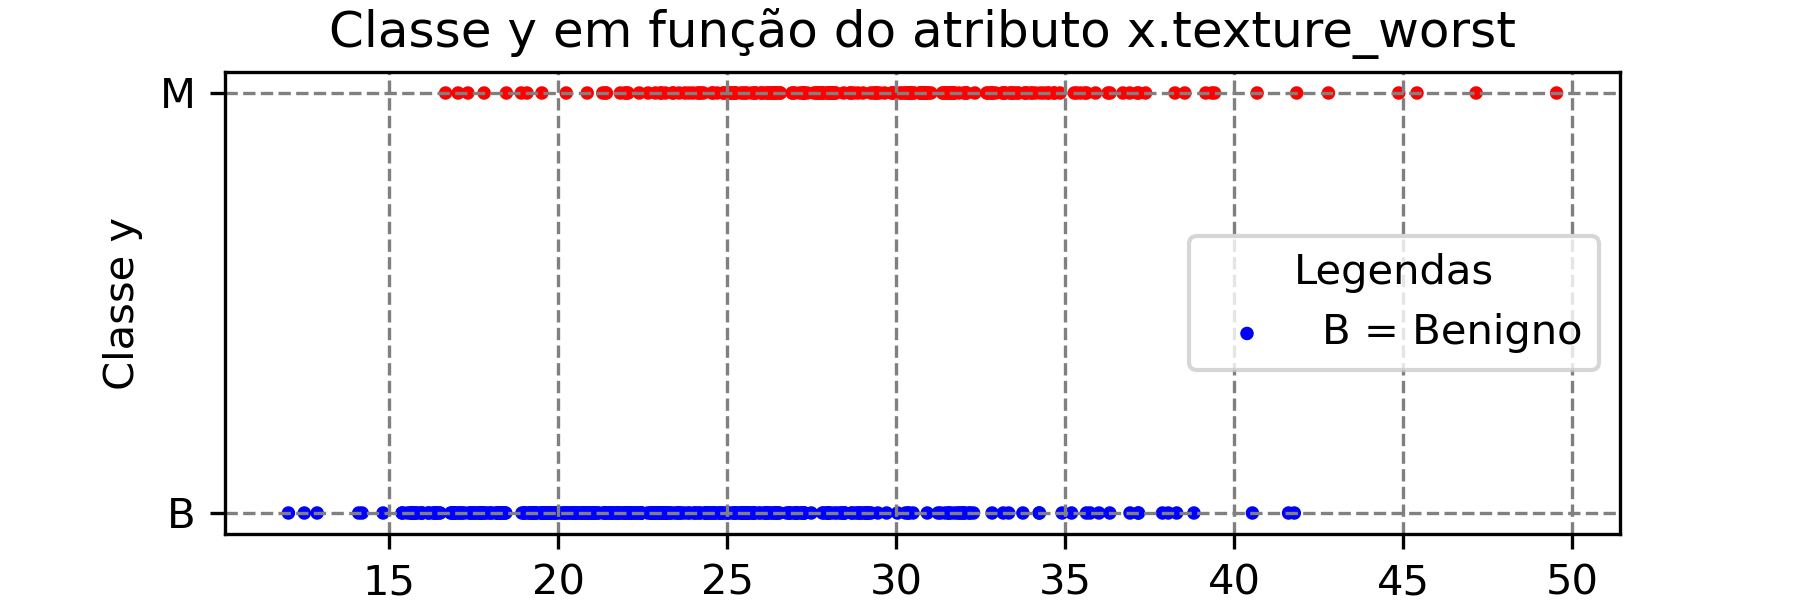 Classe y em função do atributo x.texture_worst
M
Classe y
Legendas
B = Benigno
B
15 20 25 30 35 40 45 50